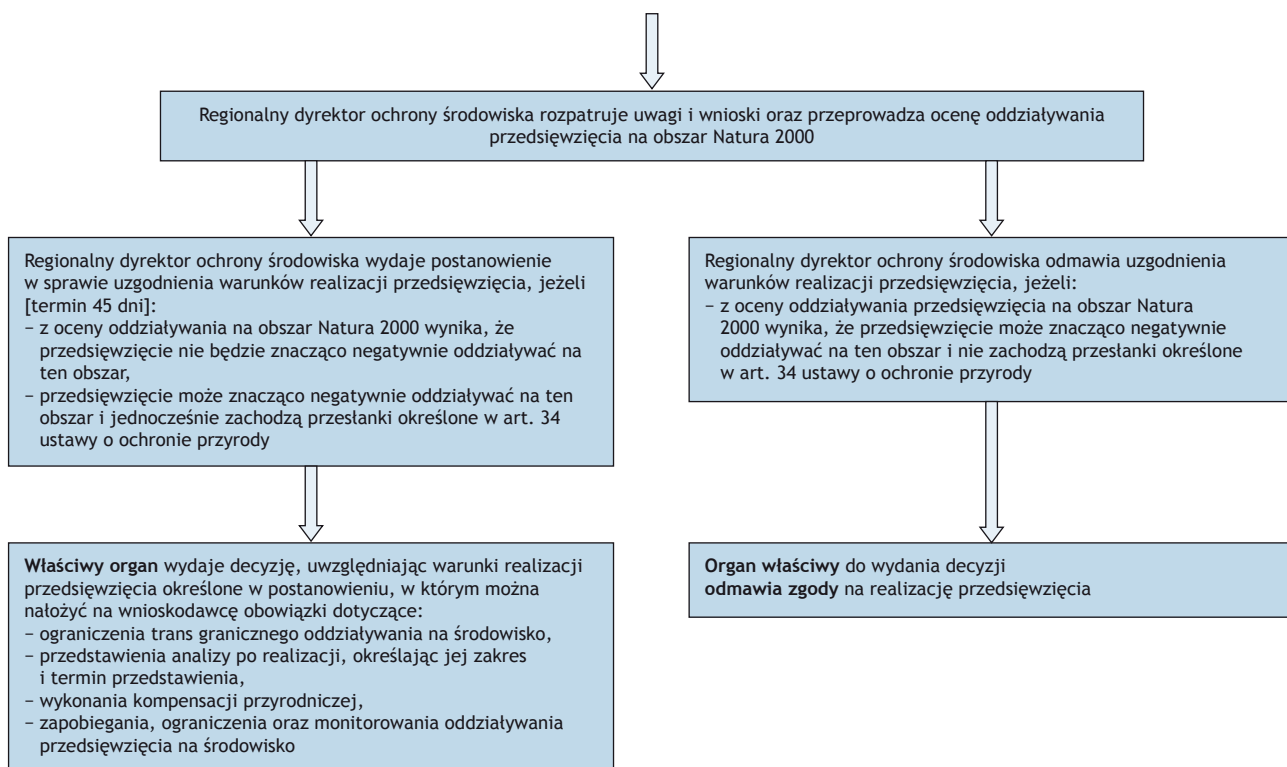 Regionalny dyrektor ochrony środowiska rozpatruje uwagi i wnioski oraz przeprowadza ocenę oddziaływania
przedsięwzięcia na obszar Natura 2000
Regionalny dyrektor ochrony środowiska wydaje postanowienie
w sprawie uzgodnienia warunków realizacji przedsięwzięcia, jeżeli
[termin 45 dni]:
– z oceny oddziaływania na obszar Natura 2000 wynika, że
przedsięwzięcie nie będzie znacząco negatywnie oddziaływać na
ten obszar,
– przedsięwzięcie może znacząco negatywnie oddziaływać na ten
obszar i jednocześnie zachodzą przesłanki określone w art. 34
ustawy o ochronie przyrody
Regionalny dyrektor ochrony środowiska odmawia uzgodnienia
warunków realizacji przedsięwzięcia, jeżeli:
– z oceny oddziaływania przedsięwzięcia na obszar Natura
2000 wynika, że przedsięwzięcie może znacząco negatywnie
oddziaływać na ten obszar i nie zachodzą przesłanki określone
w art. 34 ustawy o ochronie przyrody
Właściwy organ wydaje decyzję, uwzględniając warunki realizacji
przedsięwzięcia określone w postanowieniu, w którym można
nałożyć na wnioskodawcę obowiązki dotyczące:
– ograniczenia trans granicznego oddziaływania na środowisko,
– przedstawienia analizy po realizacji, określając jej zakres
i termin przedstawienia,
– wykonania kompensacji przyrodniczej,
– zapobiegania, ograniczenia oraz monitorowania oddziaływania
przedsięwzięcia na środowisko
Organ właściwy do wydania decyzji
odmawia zgody na realizację przedsięwzięcia